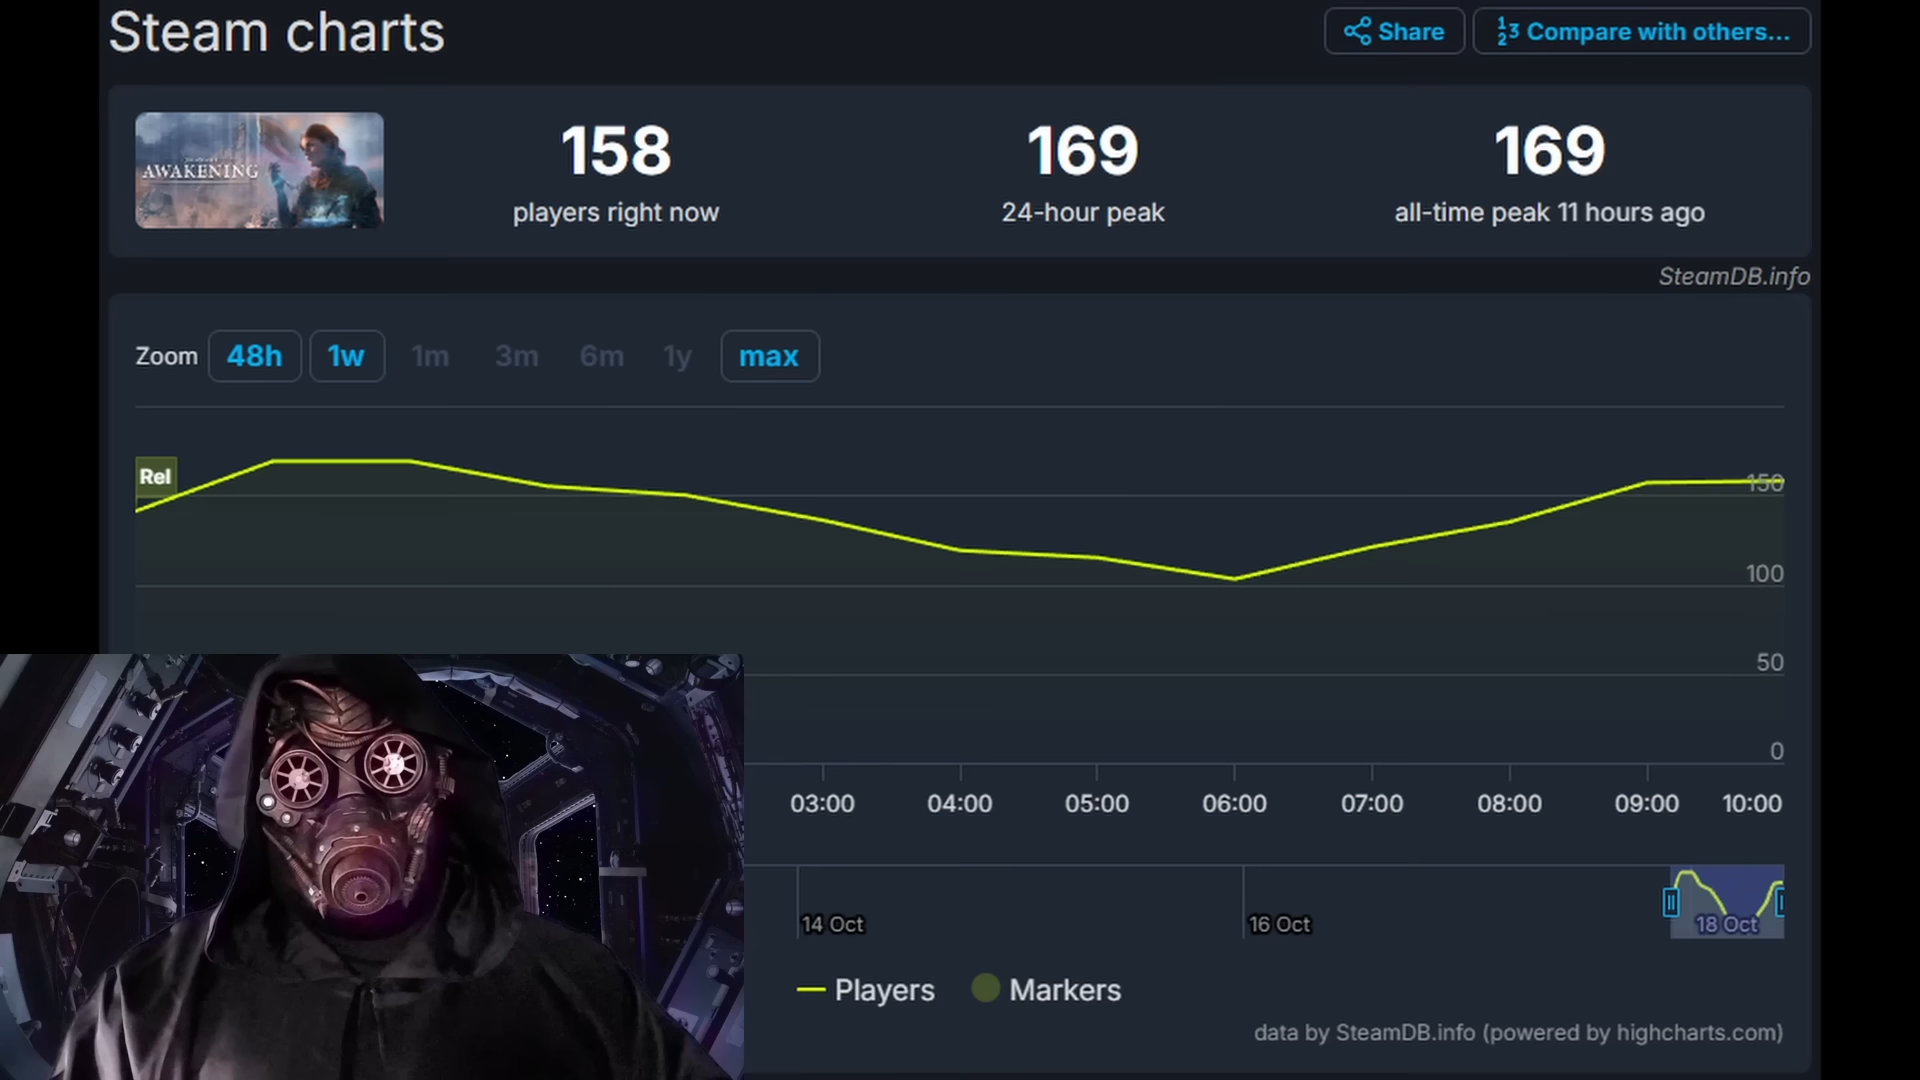 Steam charts
Share
Compare with others...
AWAKENING
158
players right now
169
24-hour peak
169
all-time peak 11 hours ago
SteamDB.info
Zoom 48h 1w 1m 3m 6m 1y max
Rel
150
100
50
0
03:00 04:00 05:00 06:00 07:00 08:00 09:00 10:00
14 Oct 16 Oct 18 Oct
Players Markers
data by SteamDB.info (powered by highcharts.com)